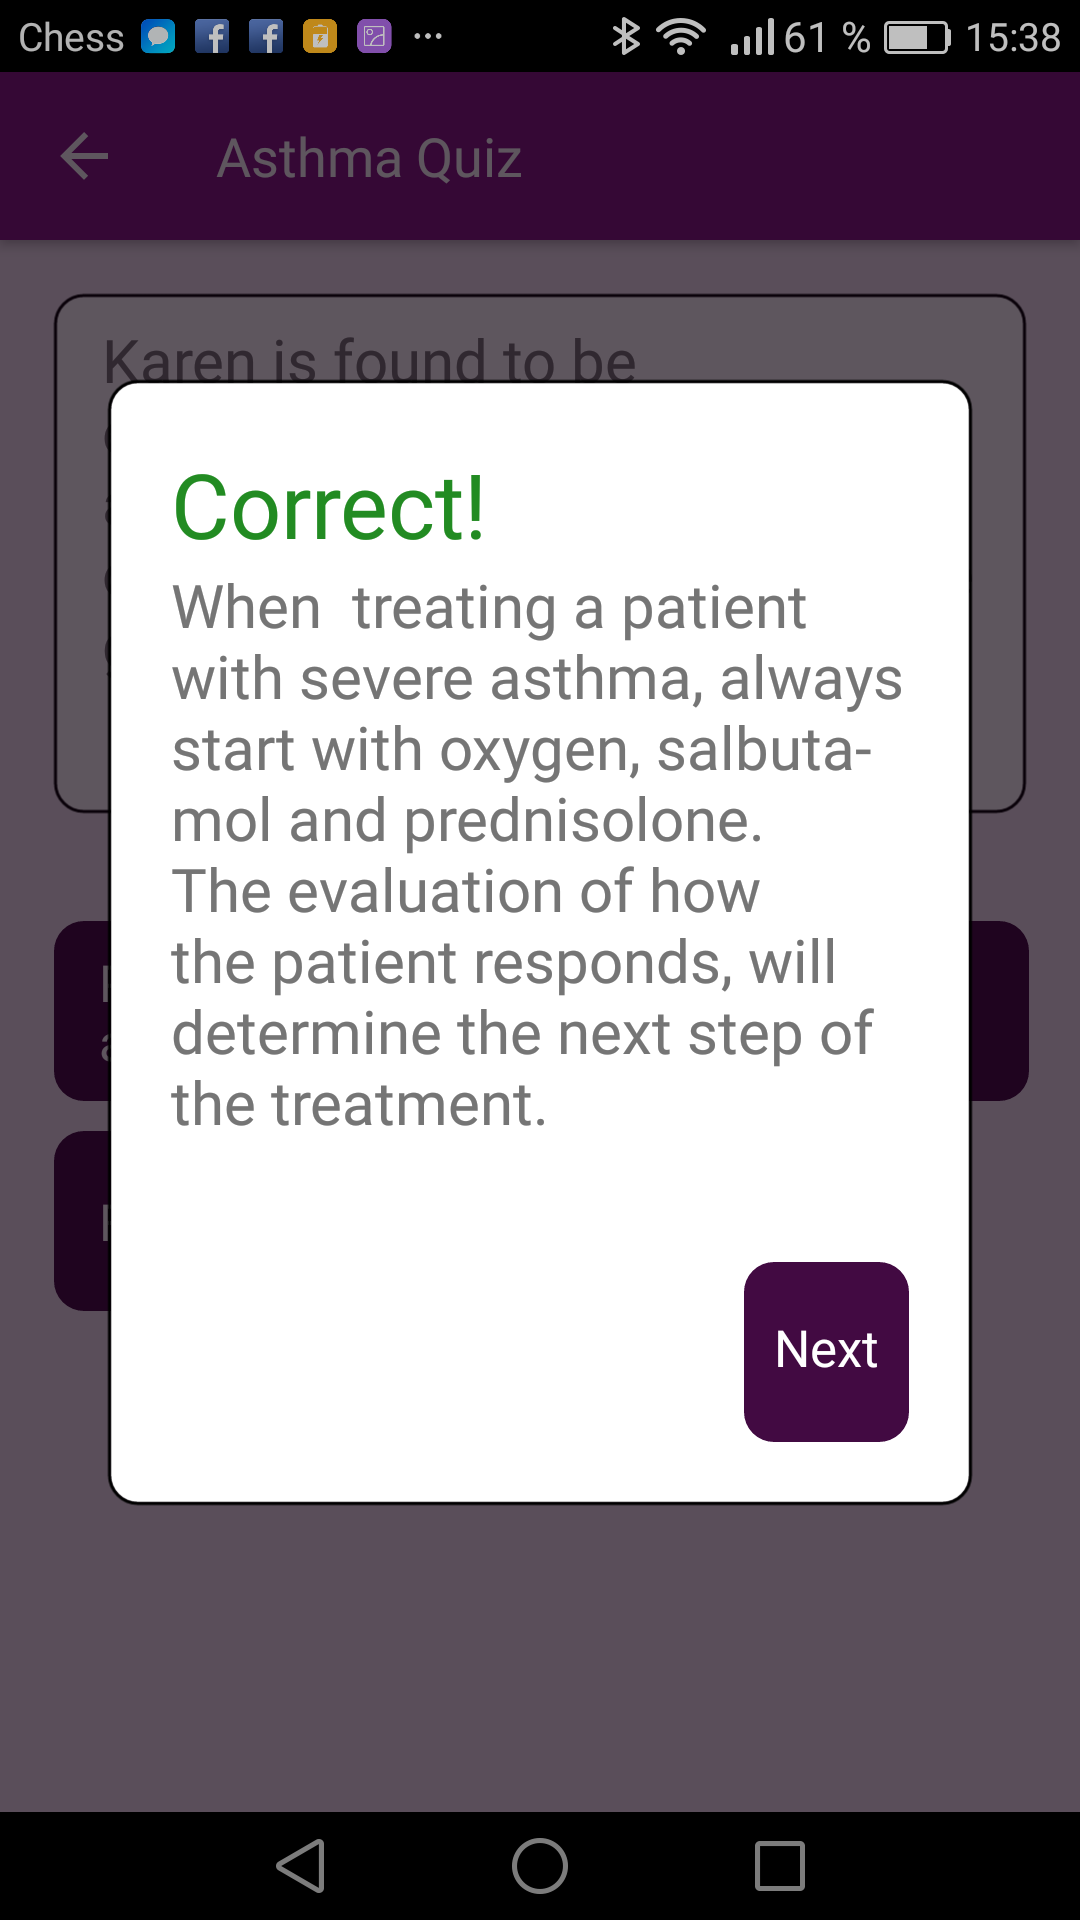 Chess 61 % 15:38
Asthma Quiz
Karen is found to be
Correct!
When  treating a patient
with severe asthma, always
start with oxygen, salbuta-
mol and prednisolone.
The evaluation of how
the patient responds, will
determine the next step of
the treatment.
Next